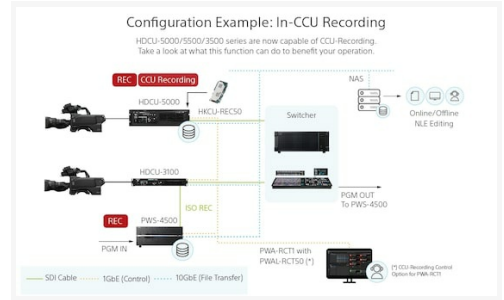 Configuration Example: In-CCU Recording
HDCU-5000/5500/3500 series are now capable of CCU-Recording.
Take a look at what this function can do to benefit your operation.
REC
CCU Recording
HDCU-5000
HKCU-REC50
NAS
Switcher
Online/Offline
NLE Editing
HDCU-3100
ISO REC
REC
PWS-4500
PGM IN
PGM OUT
To PWS-4500
PWA-RCT1 with
PWAL-RCT50 (*)
(*) CCU Recording Control
Option for PWA-RCT1
SDI Cable
1GbE (Control)
10GbE (File Transfer)